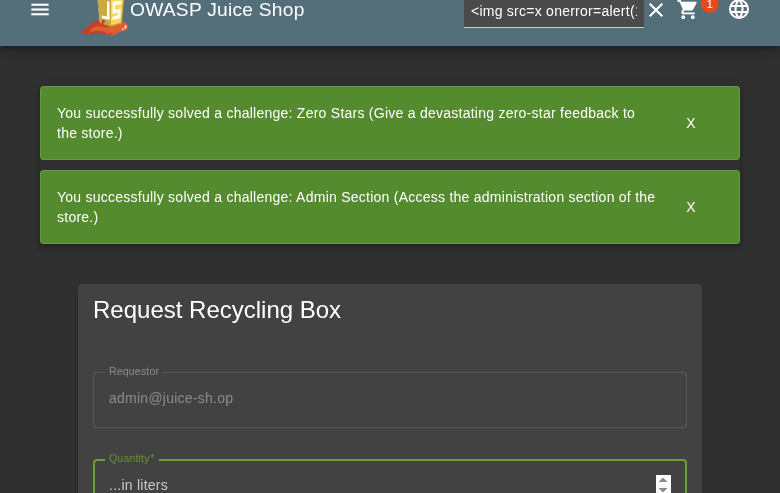 OWASP Juice Shop
<img src=x onerror=alert(
1
You successfully solved a challenge: Zero Stars (Give a devastating zero-star feedback to
the store.)
X
You successfully solved a challenge: Admin Section (Access the administration section of the
store.)
X
Request Recycling Box
Requestor
admin@juice-sh.op
Quantity*
...in liters